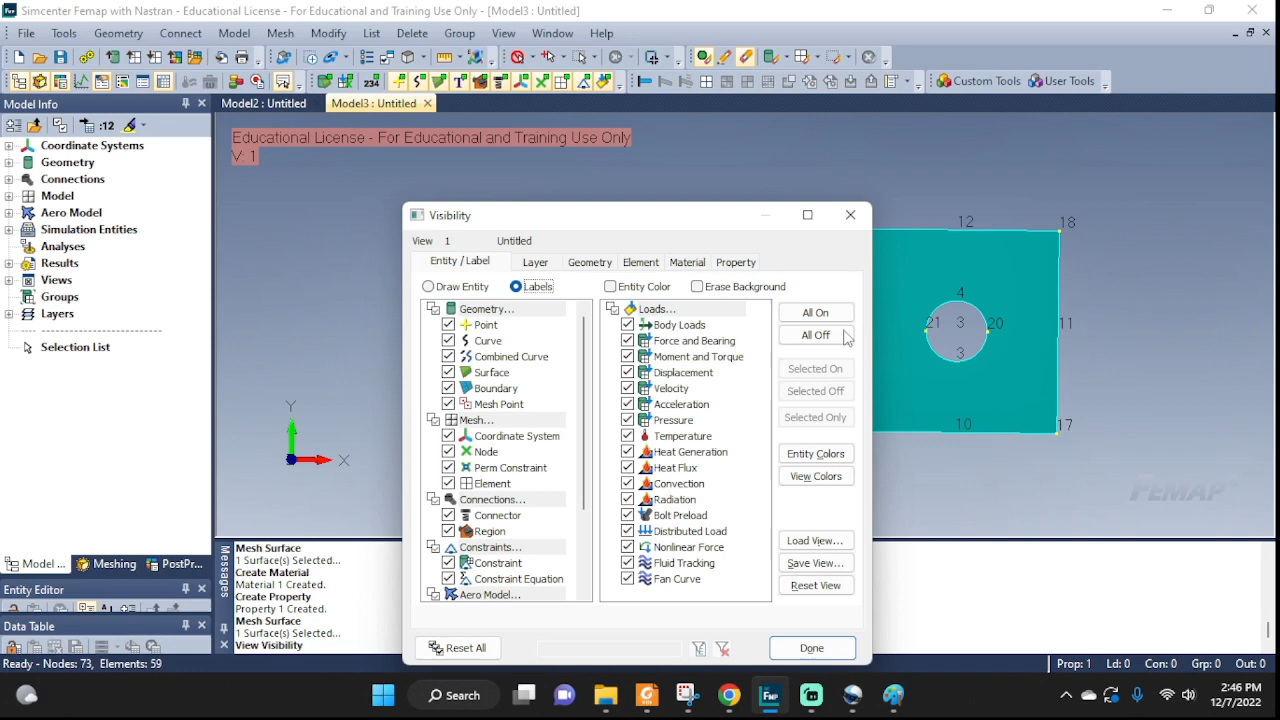 Simcenter Femap with Nastran - Educational License - For Educational and Training Use Only - [Model3 : Untitled]
File Tools Geometry Connect Model Mesh Modify List Delete Group View Window Help
234
Custom Tools User Tools
Model Info
Model2 : Untitled
Model3 : Untitled
:12
Coordinate Systems
Geometry
Connections
Model
Aero Model
Simulation Entities
Analyses
Results
Views
Groups
Layers
Selection List
Educational License - For Educational and Training Use Only
V: 1
12
18
4
21
3
20
11
3
10
17
Y
X
FEMAP
Visibility
View 1 Untitled
Entity / Label Layer Geometry Element Material Property
Draw Entity Labels Entity Color Erase Background
Geometry...
Point
Curve
Combined Curve
Surface
Boundary
Mesh Point
Mesh...
Coordinate System
Node
Perm Constraint
Element
Connections...
Connector
Region
Constraints...
Constraint
Constraint Equation
Aero Model...
Loads...
Body Loads
Force and Bearing
Moment and Torque
Displacement
Velocity
Acceleration
Pressure
Temperature
Heat Generation
Heat Flux
Convection
Radiation
Bolt Preload
Distributed Load
Nonlinear Force
Fluid Tracking
Fan Curve
All On
All Off
Selected On
Selected Off
Selected Only
Entity Colors
View Colors
Load View...
Save View...
Reset View
Reset All
Done
Model ... Meshing PostPr...
Entity Editor
Data Table
Messages
Mesh Surface
1 Surface(s) Selected...
Create Material
Material 1 Created.
Create Property
Property 1 Created.
Mesh Surface
1 Surface(s) Selected...
View Visibility
Ready - Nodes: 73, Elements: 59
Prop: 1 Ld: 0 Con: 0 Grp: 0 Out: 0
Search
2:46 PM
12/7/2022